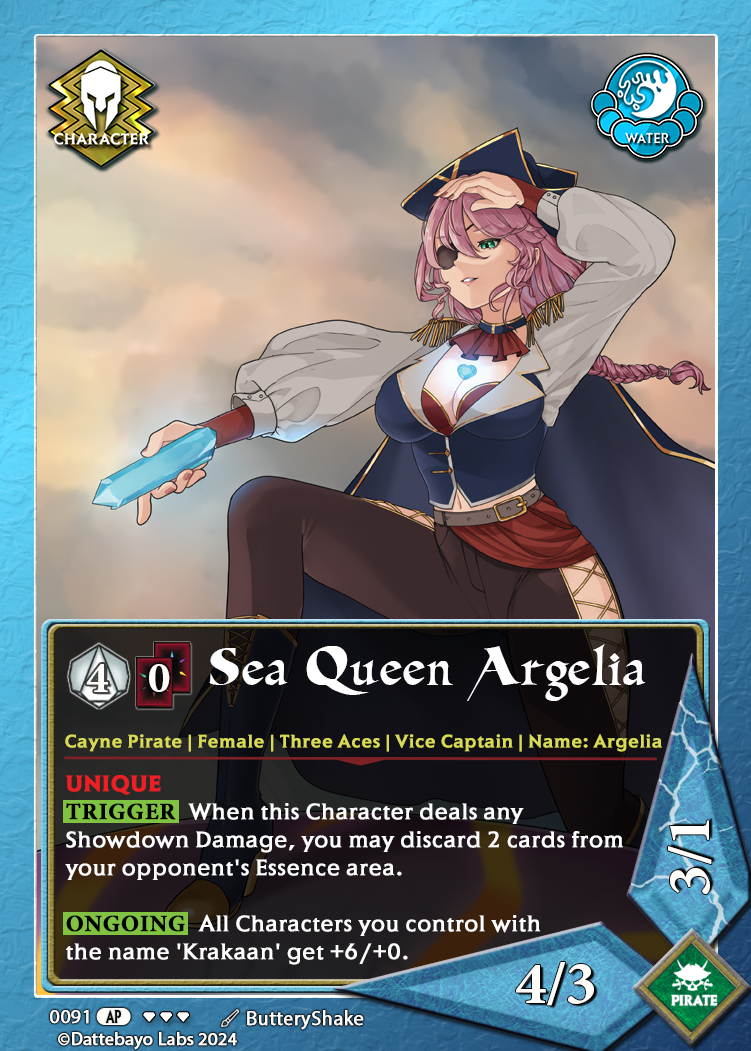 CHARACTER
WATER
4 0 Sea Queen Argelia
Cayne Pirate | Female | Three Aces | Vice Captain | Name: Argelia
UNIQUE
TRIGGER When this Character deals any
Showdown Damage, you may discard 2 cards from
your opponent's Essence area.
ONGOING All Characters you control with
the name 'Krakaan' get +6/+0.
3/1
4/3
PIRATE
0091 AP ButteryShake
©Dattebayo Labs 2024